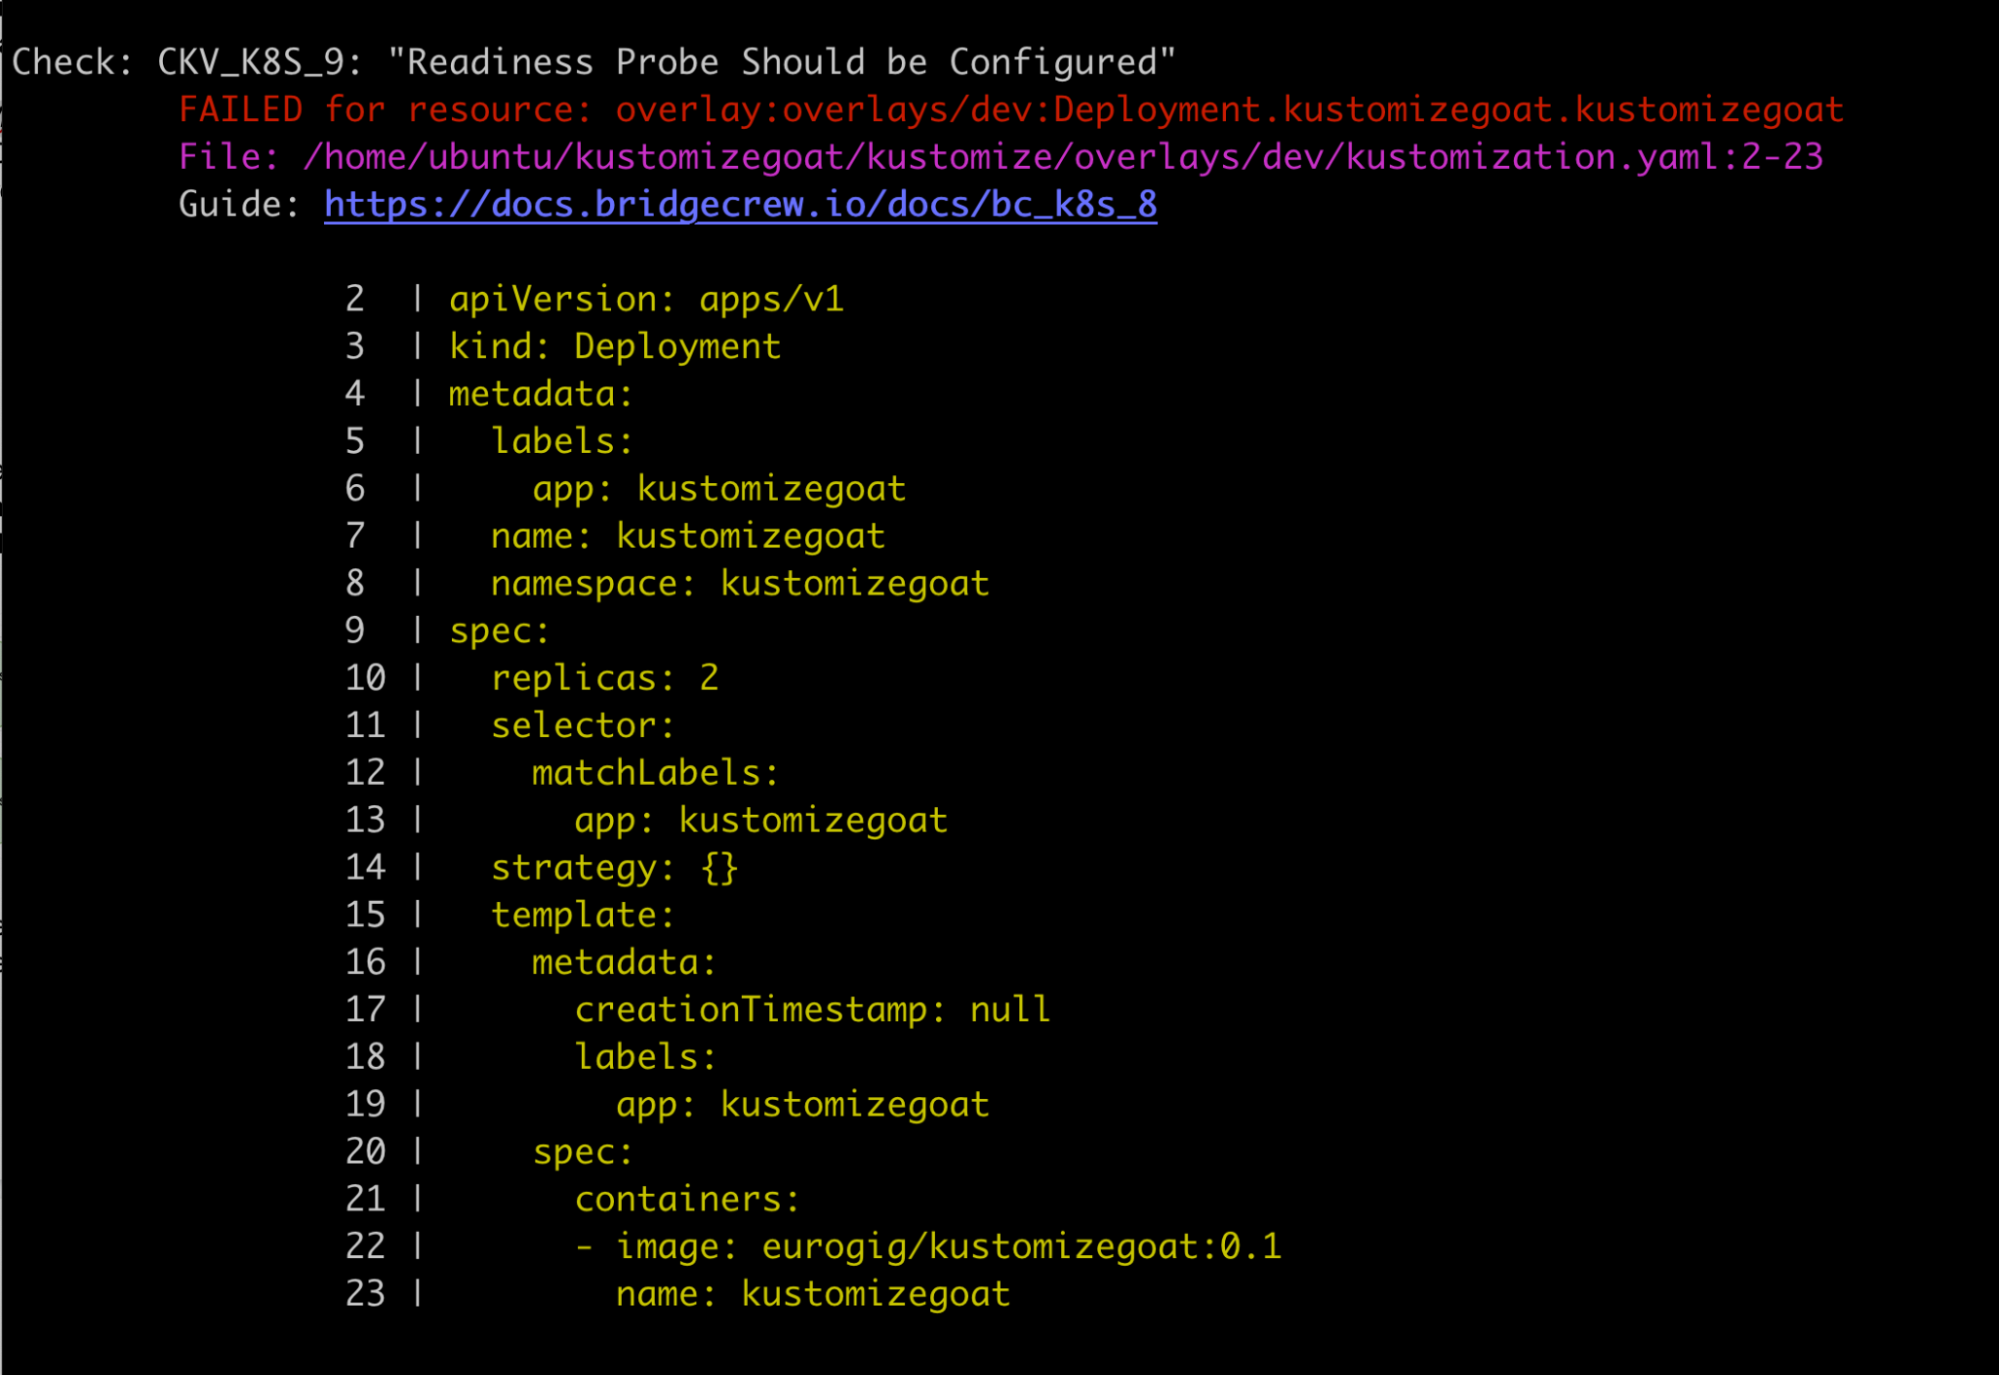 Check: CKV_K8S_9: "Readiness Probe Should be Configured"
FAILED for resource: overlay:overlays/dev:Deployment.kustomizegoat.kustomizegoat
File: /home/ubuntu/kustomizegoat/kustomize/overlays/dev/kustomization.yaml:2-23
Guide: https://docs.bridgecrew.io/docs/bc_k8s_8
2 | apiVersion: apps/v1
3 | kind: Deployment
4 | metadata:
5 |   labels:
6 |     app: kustomizegoat
7 |   name: kustomizegoat
8 |   namespace: kustomizegoat
9 | spec:
10 |   replicas: 2
11 |   selector:
12 |     matchLabels:
13 |       app: kustomizegoat
14 |   strategy: {}
15 |   template:
16 |     metadata:
17 |       creationTimestamp: null
18 |       labels:
19 |         app: kustomizegoat
20 |     spec:
21 |       containers:
22 |       - image: eurogig/kustomizegoat:0.1
23 |         name: kustomizegoat